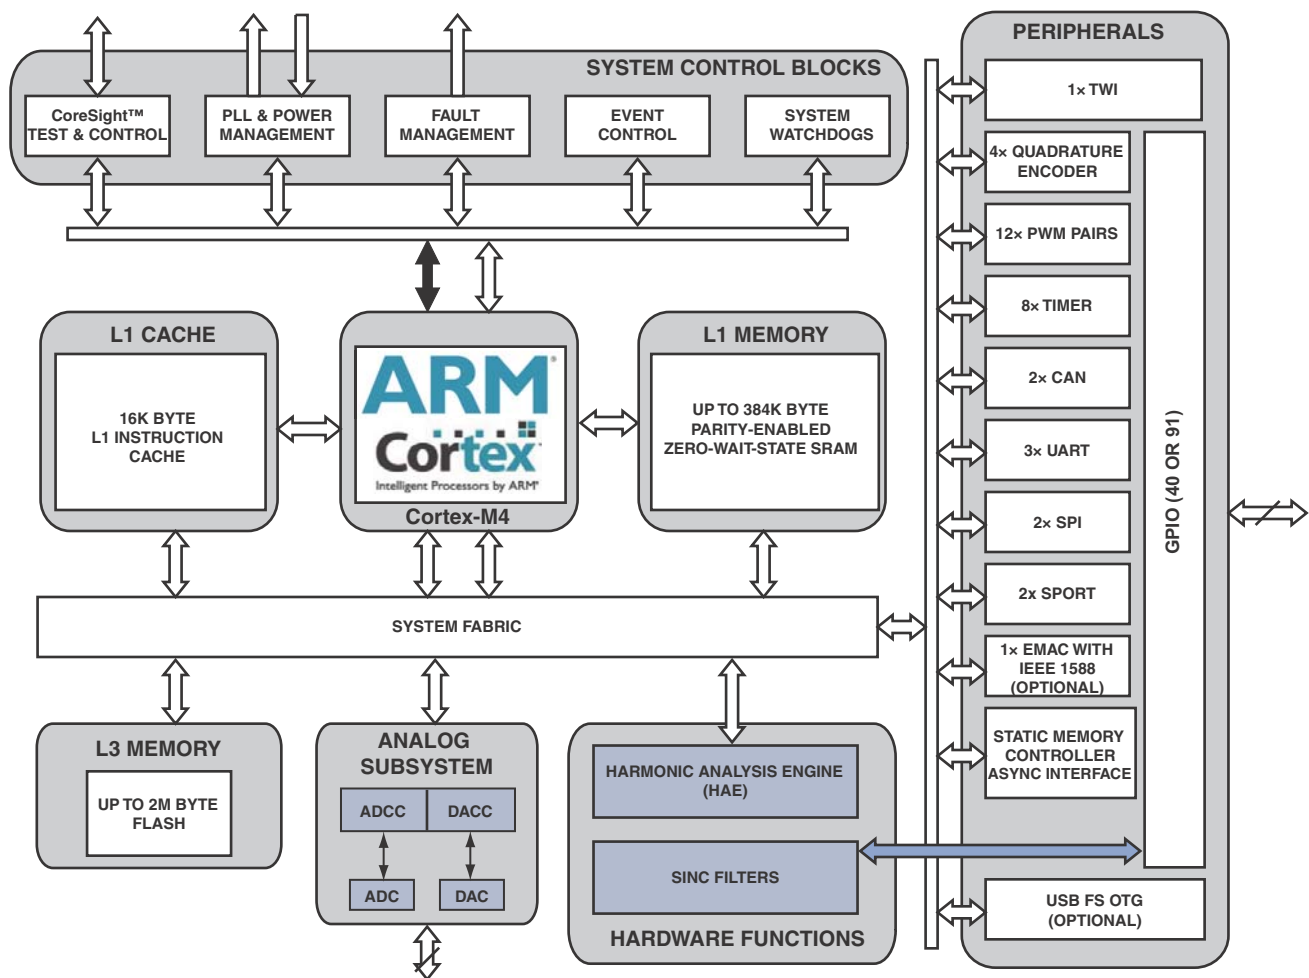 SYSTEM CONTROL BLOCKS
CoreSight™
TEST & CONTROL
PLL & POWER
MANAGEMENT
FAULT
MANAGEMENT
EVENT
CONTROL
SYSTEM
WATCHDOGS
L1 CACHE
16K BYTE
L1 INSTRUCTION
CACHE
ARM®
Cortex
Intelligent Processors by ARM®
Cortex-M4
L1 MEMORY
UP TO 384K BYTE
PARITY-ENABLED
ZERO-WAIT-STATE SRAM
SYSTEM FABRIC
L3 MEMORY
UP TO 2M BYTE
FLASH
ANALOG
SUBSYSTEM
ADCC
DACC
ADC
DAC
HARMONIC ANALYSIS ENGINE
(HAE)
SINC FILTERS
HARDWARE FUNCTIONS
PERIPHERALS
1× TWI
4× QUADRATURE
ENCODER
12× PWM PAIRS
8× TIMER
2× CAN
3× UART
2× SPI
2x SPORT
1× EMAC WITH
IEEE 1588
(OPTIONAL)
STATIC MEMORY
CONTROLLER
ASYNC INTERFACE
USB FS OTG
(OPTIONAL)
GPIO (40 OR 91)